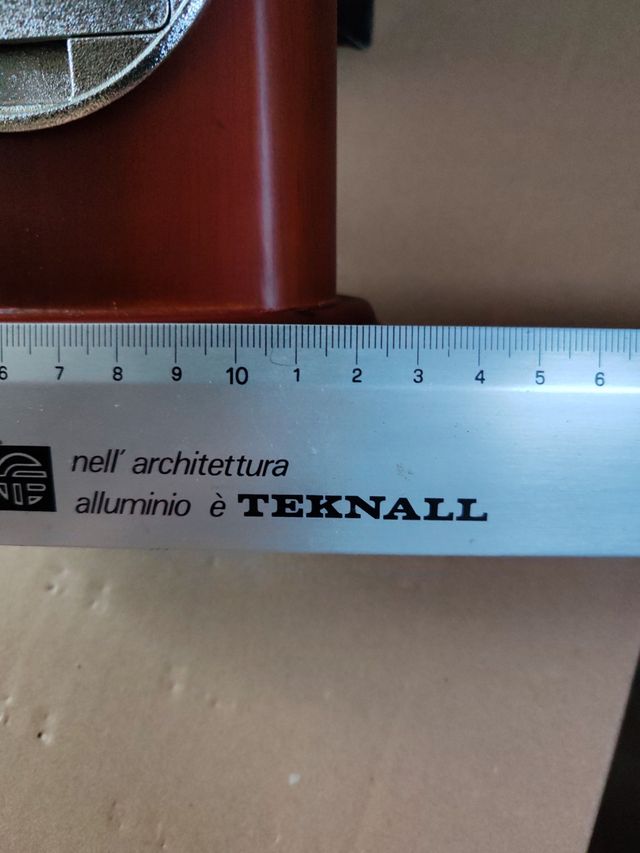 6 7 8 9 10 1 2 3 4 5 6
nell' architettura
alluminio è TEKNALL